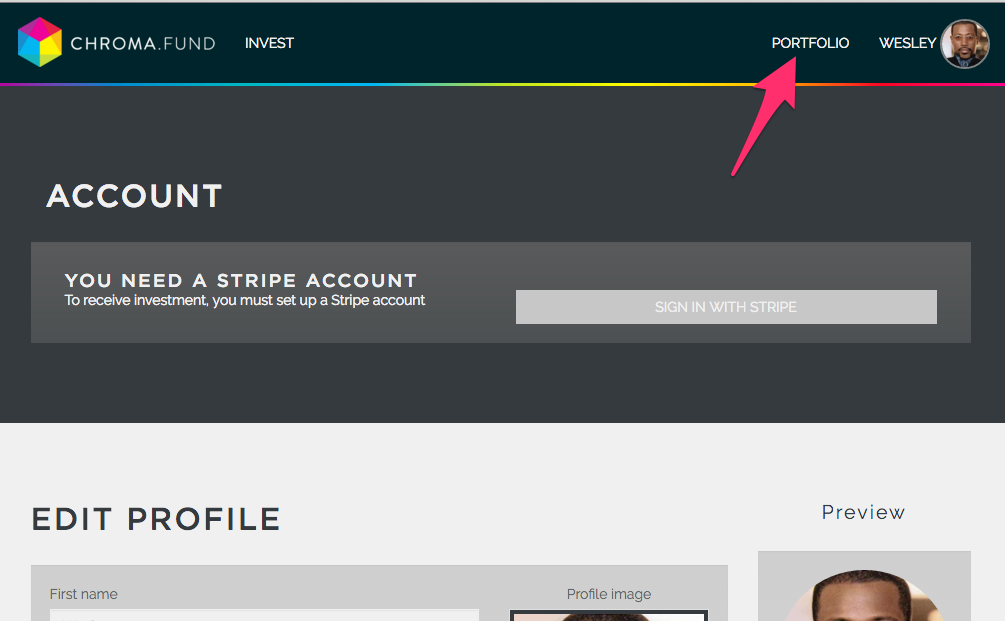 CHROMA.FUND INVEST PORTFOLIO WESLEY
ACCOUNT
YOU NEED A STRIPE ACCOUNT
To receive investment, you must set up a Stripe account
SIGN IN WITH STRIPE
EDIT PROFILE
Preview
First name
Profile image